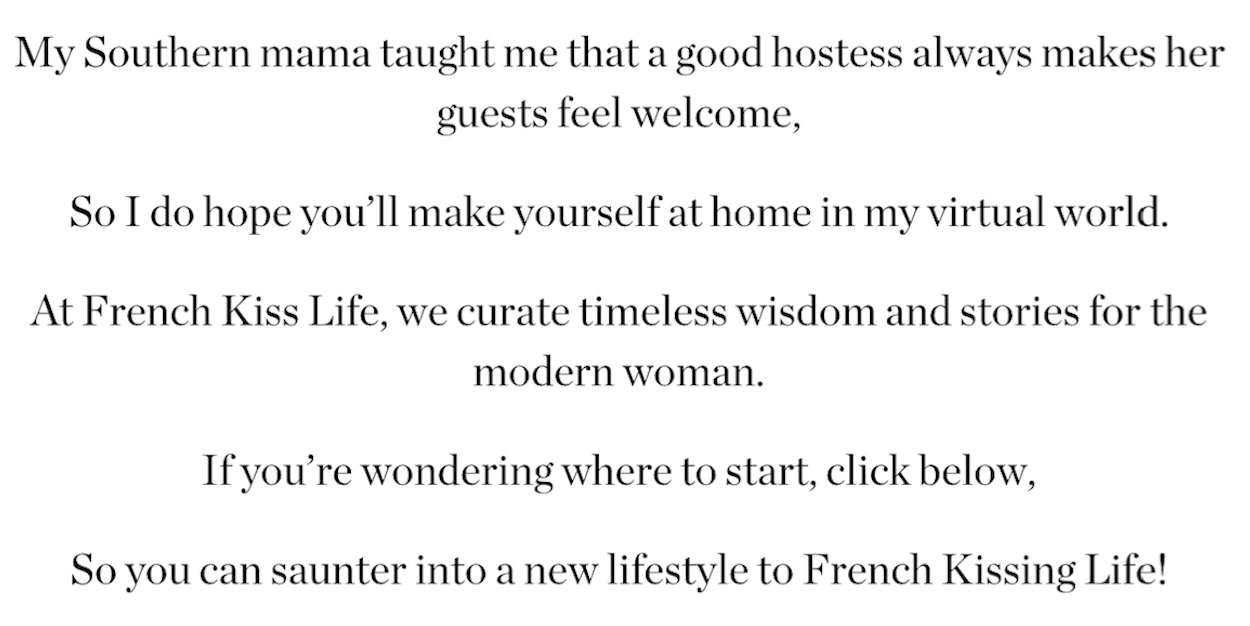 My Southern mama taught me that a good hostess always makes her
guests feel welcome,
So I do hope you’ll make yourself at home in my virtual world.
At French Kiss Life, we curate timeless wisdom and stories for the
modern woman.
If you’re wondering where to start, click below,
So you can saunter into a new lifestyle to French Kissing Life!